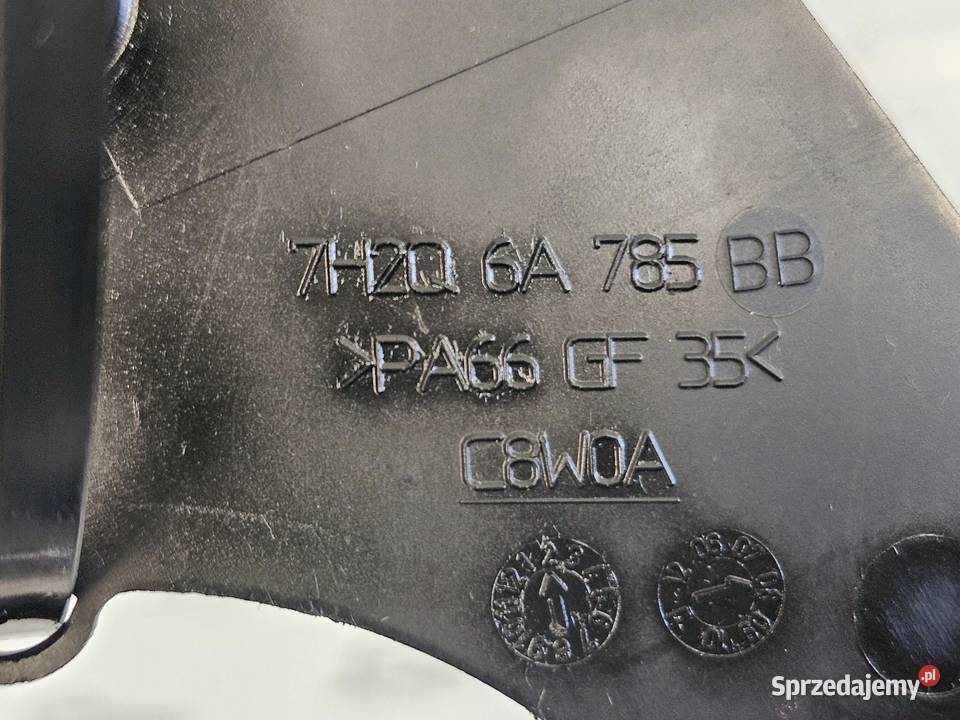 7H2Q 6A 785 BB
>PA66 GF 35<
C8W0A
Sprzedajemy.pl